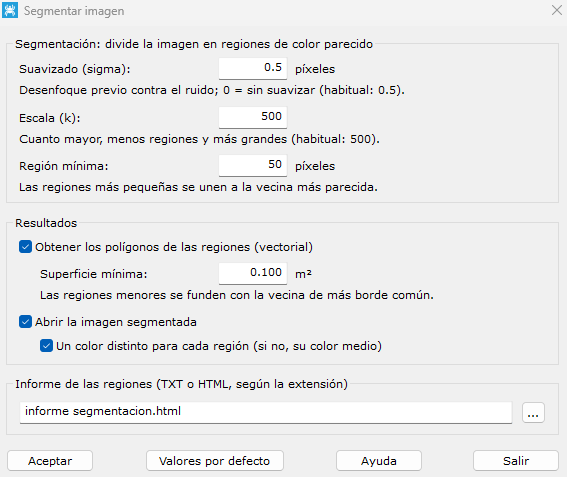 Segmentar imagen
Segmentación: divide la imagen en regiones de color parecido
Suavizado (sigma): 0.5 píxeles
Desenfoque previo contra el ruido; 0 = sin suavizar (habitual: 0.5).
Escala (k): 500
Cuanto mayor, menos regiones y más grandes (habitual: 500).
Región mínima: 50 píxeles
Las regiones más pequeñas se unen a la vecina más parecida.
Resultados
Obtener los polígonos de las regiones (vectorial)
Superficie mínima: 0.100 m²
Las regiones menores se funden con la vecina de más borde común.
Abrir la imagen segmentada
Un color distinto para cada región (si no, su color medio)
Informe de las regiones (TXT o HTML, según la extensión)
informe segmentacion.html ...
Aceptar Valores por defecto Ayuda Salir